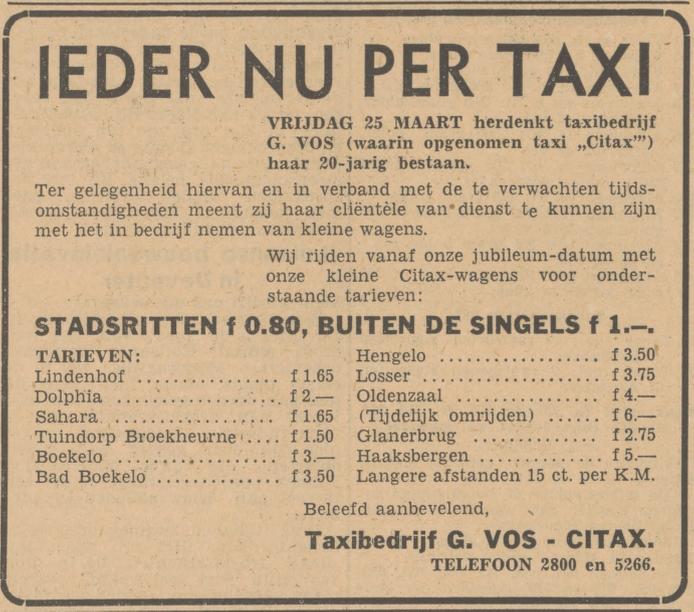 IEDER NU PER TAXI
VRIJDAG 25 MAART herdenkt taxibedrijf
G. VOS (waarin opgenomen taxi „Citax'")
haar 20-jarig bestaan.
Ter gelegenheid hiervan en in verband met de te verwachten tijds-
omstandigheden meent zij haar cliëntèle van dienst te kunnen zijn
met het in bedrijf nemen van kleine wagens.
Wij rijden vanaf onze jubileum-datum met
onze kleine Citax-wagens voor onder-
staande tarieven:
STADSRITTEN f 0.80, BUITEN DE SINGELS f 1.—.
TARIEVEN:
Lindenhof ............... f 1.65
Dolphia ................. f 2.—
Sahara .................. f 1.65
Tuindorp Broekheurne .... f 1.50
Boekelo ................. f 3.—
Bad Boekelo ............. f 3.50
Hengelo ................. f 3.50
Losser .................. f 3.75
Oldenzaal ............... f 4.—
(Tijdelijk omrijden) ...... f 6.—
Glanerbrug .............. f 2.75
Haaksbergen ............. f 5.—
Langere afstanden 15 ct. per K.M.
Beleefd aanbevelend,
Taxibedrijf G. VOS - CITAX.
TELEFOON 2800 en 5266.